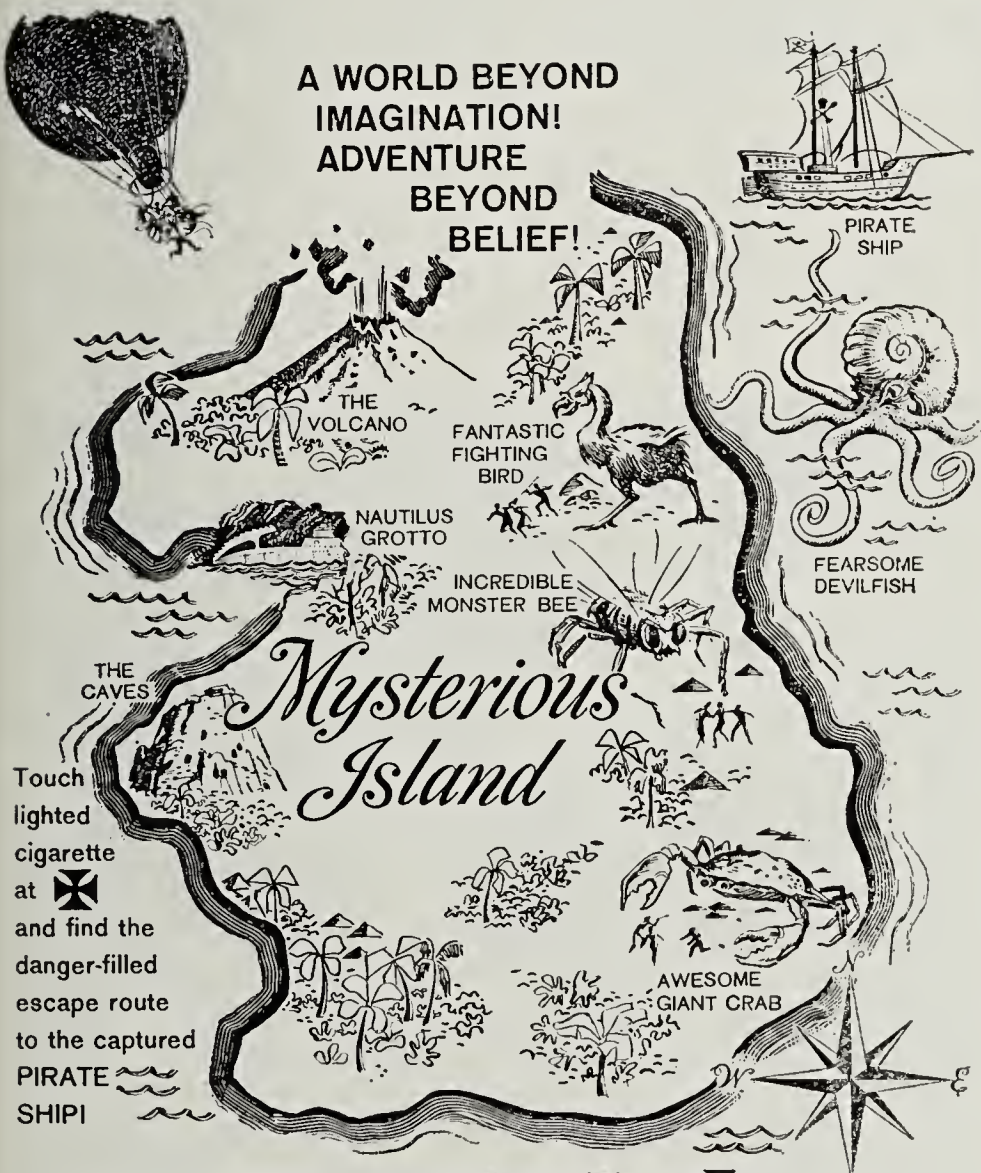 A WORLD BEYOND
IMAGINATION!
ADVENTURE
BEYOND
BELIEF!
PIRATE
SHIP
THE
VOLCANO
FANTASTIC
FIGHTING
BIRD
NAUTILUS
GROTTO
FEARSOME
DEVILFISH
INCREDIBLE
MONSTER BEE
THE
CAVES
Mysterious
Island
Touch
lighted
cigarette
at
and find the
danger-filled
escape route
to the captured
PIRATE
SHIP!
AWESOME
GIANT CRAB
N
W
E